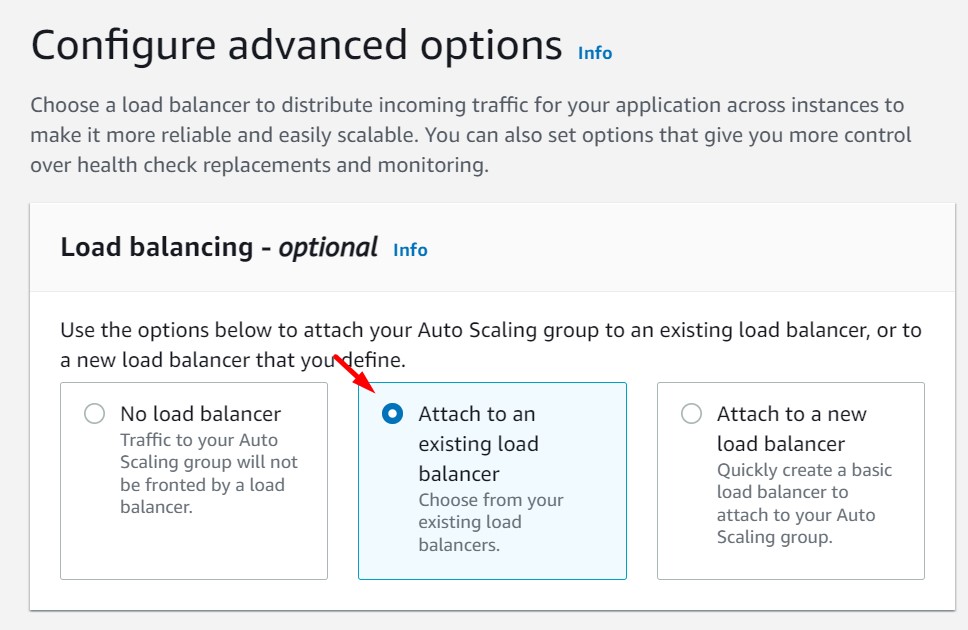 Configure advanced options Info
Choose a load balancer to distribute incoming traffic for your application across instances to
make it more reliable and easily scalable. You can also set options that give you more control
over health check replacements and monitoring.
Load balancing - optional Info
Use the options below to attach your Auto Scaling group to an existing load balancer, or to
a new load balancer that you define.
No load balancer
Traffic to your Auto
Scaling group will not
be fronted by a load
balancer.
Attach to an
existing load
balancer
Choose from your
existing load
balancers.
Attach to a new
load balancer
Quickly create a basic
load balancer to
attach to your Auto
Scaling group.